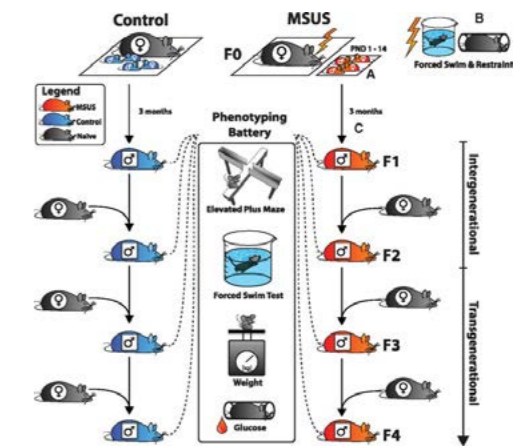 Control
MSUS
B
♀
F0
♀
PND 1 - 14
A
Forced Swim & Restraint
Legend
MSUS
Control
Naive
3 months
3 months
C
Phenotyping
Battery
♂
♂
F1
Elevated Plus Maze
♀
♀
♂
♂
F2
Intergenerational
Forced Swim Test
♀
♀
♂
♂
F3
Transgenerational
Weight
♀
♀
Glucose
♂
♂
F4